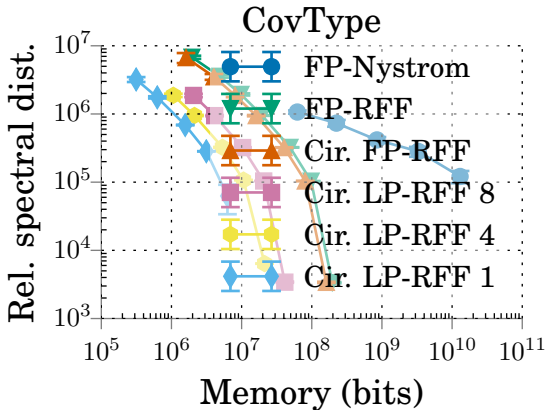 CovType
Rel. spectral dist.
10^7
10^6
10^5
10^4
10^3
FP-Nystrom
FP-RFF
Cir. FP-RFF
Cir. LP-RFF 8
Cir. LP-RFF 4
Cir. LP-RFF 1
10^5 10^6 10^7 10^8 10^9 10^10 10^11
Memory (bits)